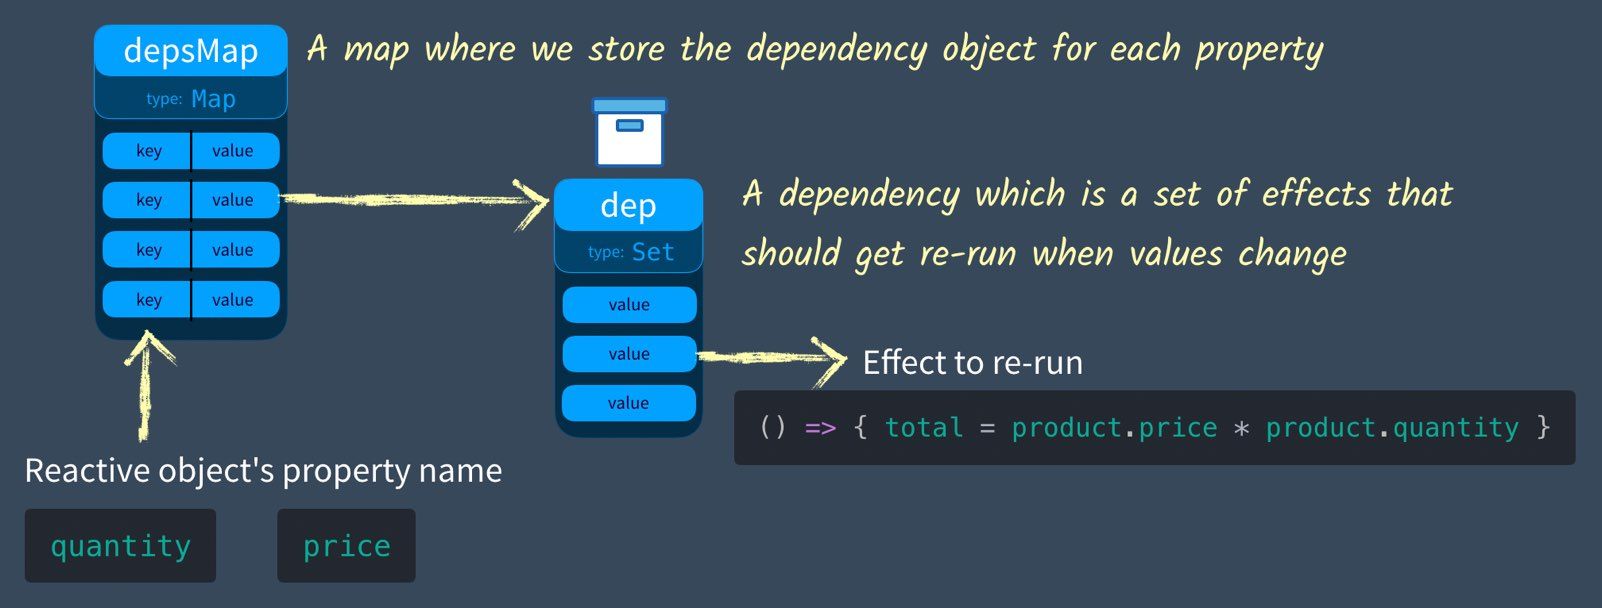 depsMap
A map where we store the dependency object for each property
type: Map
key value
key value
key value
key value
dep
type: Set
value
value
value
A dependency which is a set of effects that
should get re-run when values change
Effect to re-run
() => { total = product.price * product.quantity }
Reactive object's property name
quantity price